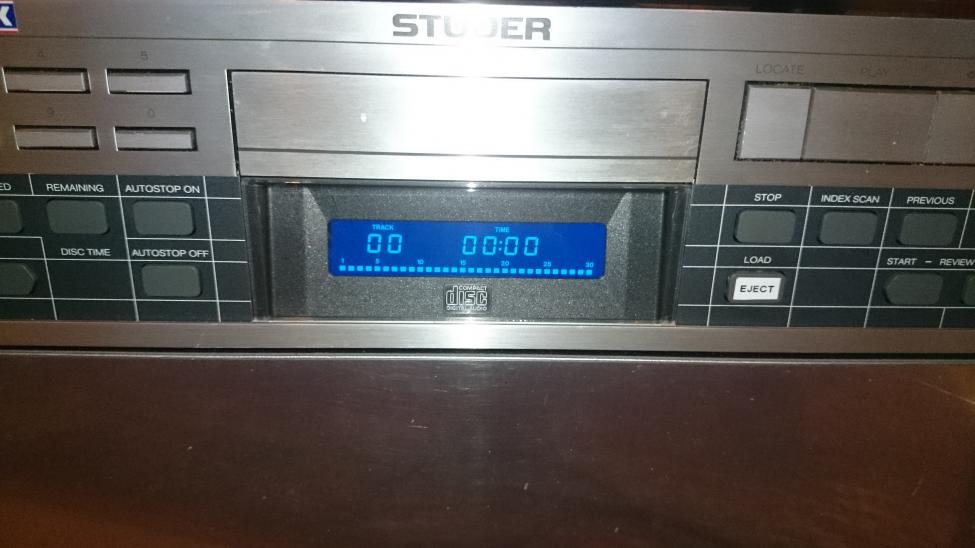 STUDER
4 5
9 0
LOCATE PLAY
REMAINING AUTOSTOP ON
DISC TIME AUTOSTOP OFF
TRACK TIME
00 00:00
1 5 10 15 20 25 30
COMPACT
disc
DIGITAL AUDIO
STOP INDEX SCAN PREVIOUS
LOAD START - REVIEW
EJECT